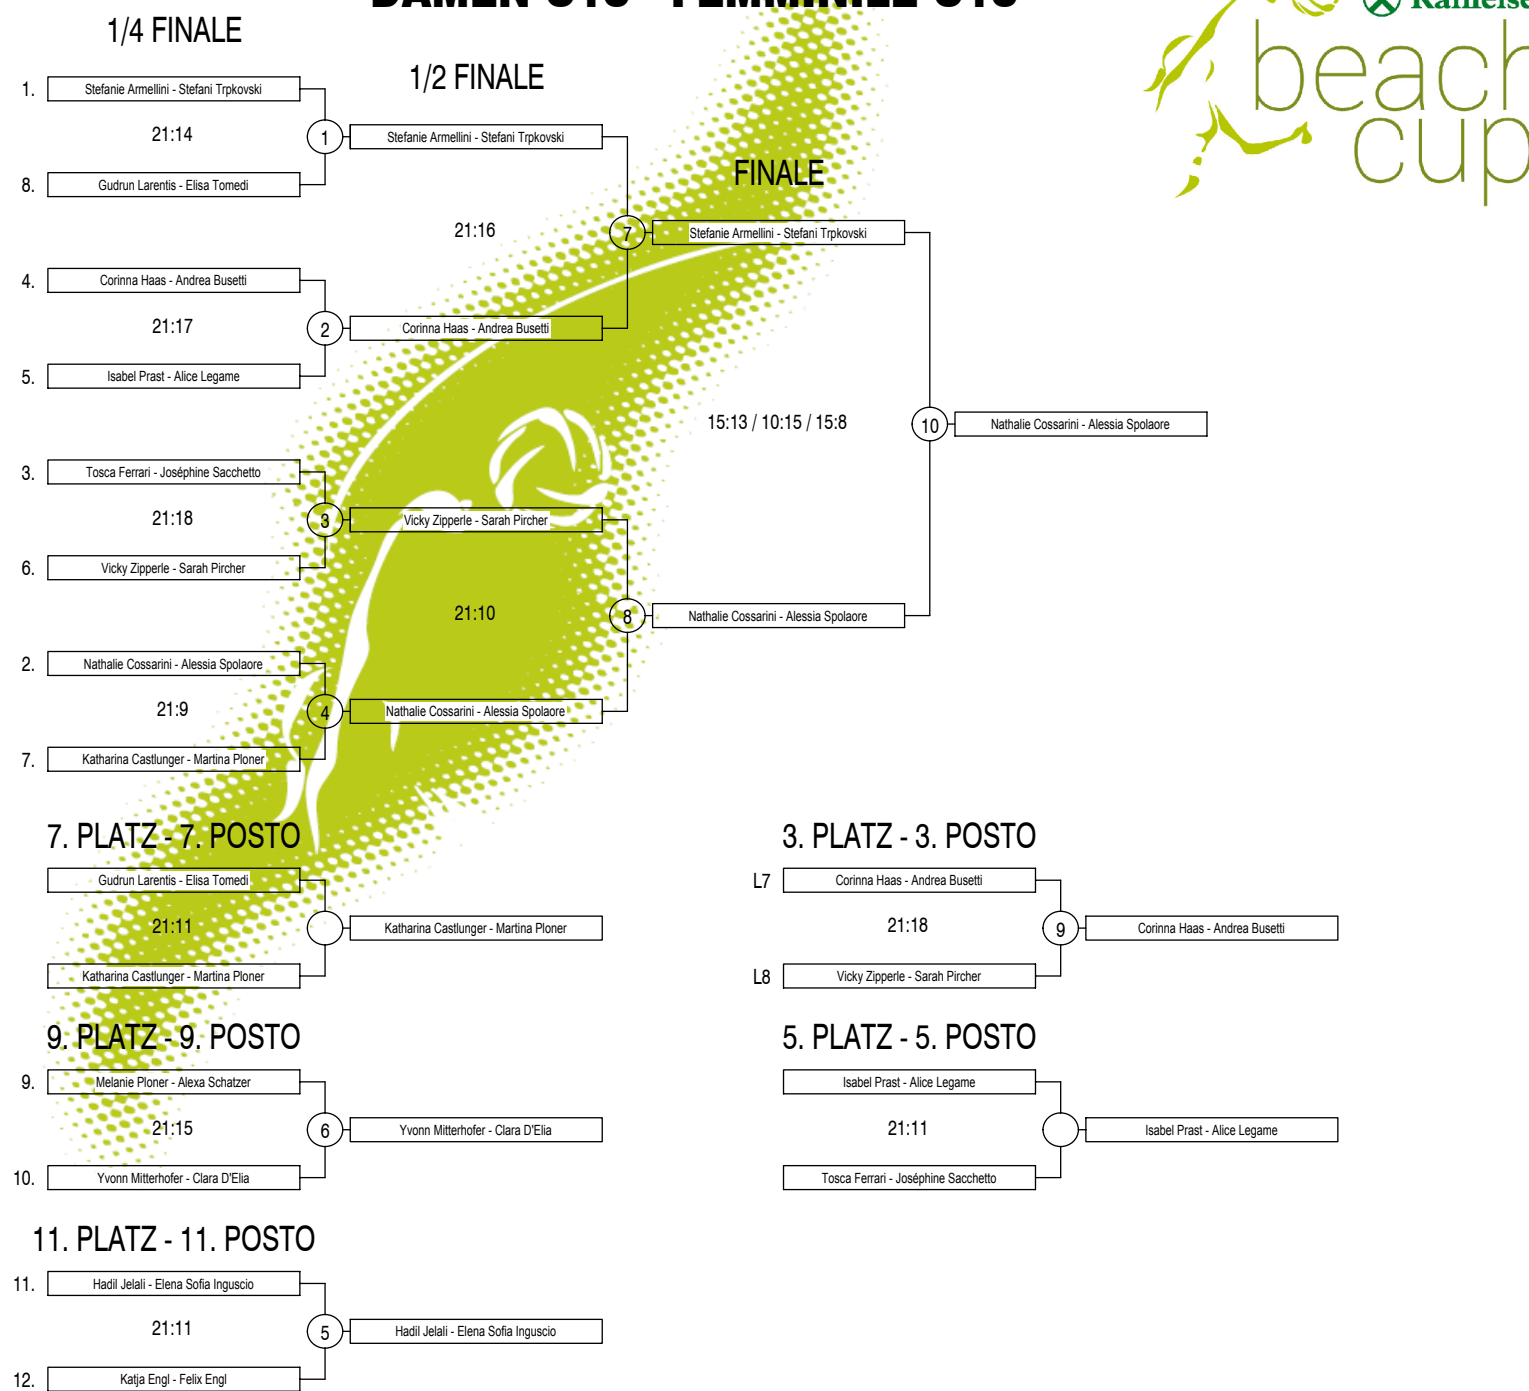 1/4 FINALE
1/2 FINALE
FINALE
beach
cup
1. Stefanie Armellini - Stefani Trpkovski
21:14
1
Stefanie Armellini - Stefani Trpkovski
8. Gudrun Larentis - Elisa Tomedi
21:16
7
Stefanie Armellini - Stefani Trpkovski
4. Corinna Haas - Andrea Busetti
21:17
2
Corinna Haas - Andrea Busetti
5. Isabel Prast - Alice Legame
15:13 / 10:15 / 15:8
10
Nathalie Cossarini - Alessia Spolaore
3. Tosca Ferrari - Joséphine Sacchetto
21:18
3
Vicky Zipperle - Sarah Pircher
6. Vicky Zipperle - Sarah Pircher
21:10
8
Nathalie Cossarini - Alessia Spolaore
2. Nathalie Cossarini - Alessia Spolaore
21:9
4
Nathalie Cossarini - Alessia Spolaore
7. Katharina Castlunger - Martina Ploner
7. PLATZ - 7. POSTO
Gudrun Larentis - Elisa Tomedi
21:11
Katharina Castlunger - Martina Ploner
Katharina Castlunger - Martina Ploner
3. PLATZ - 3. POSTO
L7 Corinna Haas - Andrea Busetti
21:18
9
Corinna Haas - Andrea Busetti
L8 Vicky Zipperle - Sarah Pircher
9. PLATZ - 9. POSTO
9. Melanie Ploner - Alexa Schatzer
21:15
6
Yvonn Mitterhofer - Clara D'Elia
10. Yvonn Mitterhofer - Clara D'Elia
5. PLATZ - 5. POSTO
Isabel Prast - Alice Legame
21:11
Isabel Prast - Alice Legame
Tosca Ferrari - Joséphine Sacchetto
11. PLATZ - 11. POSTO
11. Hadil Jelali - Elena Sofia Inguscio
21:11
5
Hadil Jelali - Elena Sofia Inguscio
12. Katja Engl - Felix Engl